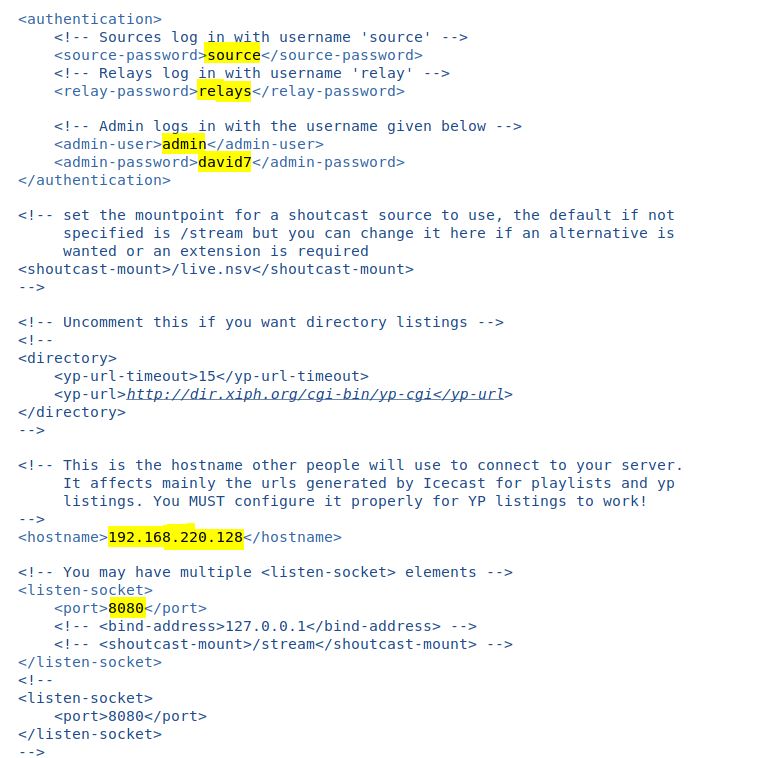 <authentication>
    <!-- Sources log in with username 'source' -->
    <source-password>source</source-password>
    <!-- Relays log in with username 'relay' -->
    <relay-password>relays</relay-password>

    <!-- Admin logs in with the username given below -->
    <admin-user>admin</admin-user>
    <admin-password>david7</admin-password>
</authentication>

<!-- set the mountpoint for a shoutcast source to use, the default if not
     specified is /stream but you can change it here if an alternative is
     wanted or an extension is required
<shoutcast-mount>/live.nsv</shoutcast-mount>
-->

<!-- Uncomment this if you want directory listings -->
<!--
<directory>
    <yp-url-timeout>15</yp-url-timeout>
    <yp-url>http://dir.xiph.org/cgi-bin/yp-cgi</yp-url>
</directory>
-->

<!-- This is the hostname other people will use to connect to your server.
     It affects mainly the urls generated by Icecast for playlists and yp
     listings. You MUST configure it properly for YP listings to work!
-->
<hostname>192.168.220.128</hostname>

<!-- You may have multiple <listen-socket> elements -->
<listen-socket>
    <port>8080</port>
    <!-- <bind-address>127.0.0.1</bind-address> -->
    <!-- <shoutcast-mount>/stream</shoutcast-mount> -->
</listen-socket>
<!--
<listen-socket>
    <port>8080</port>
</listen-socket>
-->